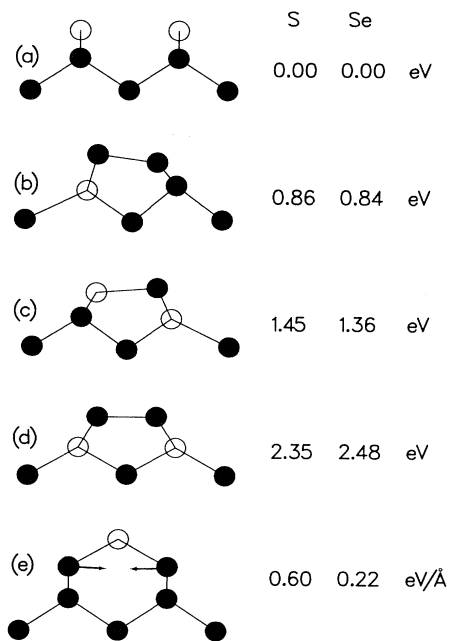 S Se
(a) 0.00 0.00 eV
(b) 0.86 0.84 eV
(c) 1.45 1.36 eV
(d) 2.35 2.48 eV
(e) 0.60 0.22 eV/Å